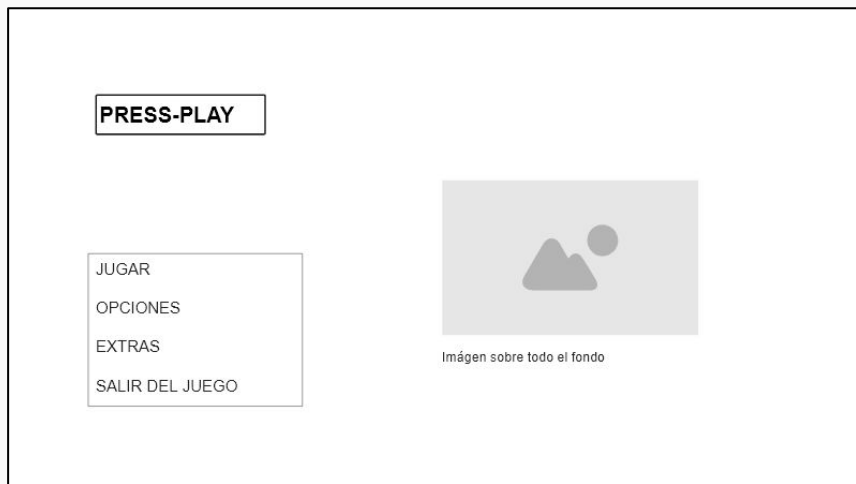 PRESS-PLAY
JUGAR
OPCIONES
EXTRAS
SALIR DEL JUEGO
Imágen sobre todo el fondo